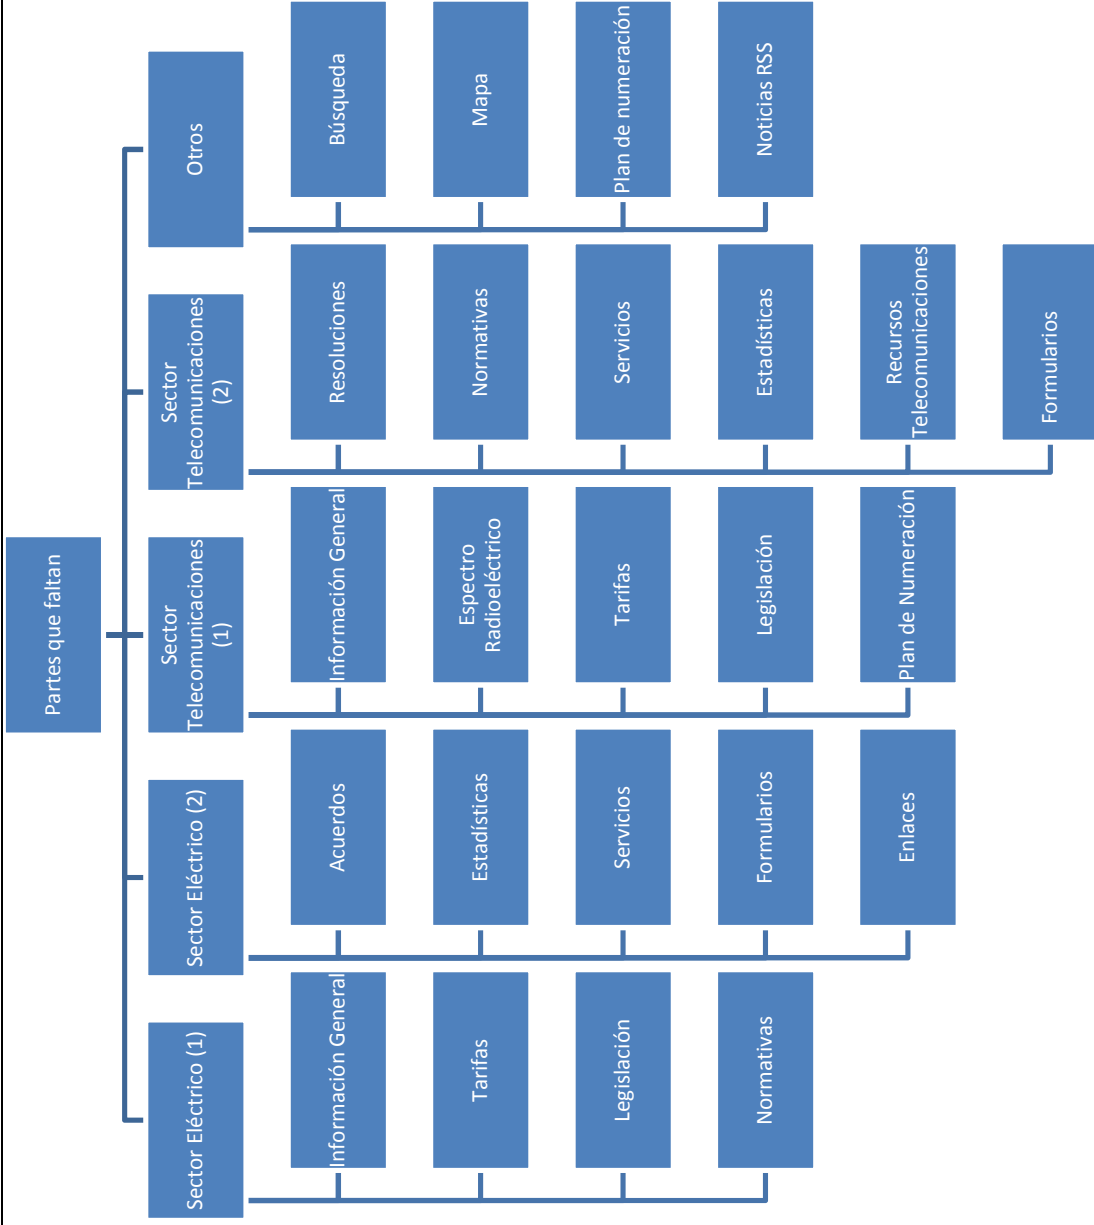 Partes que faltan
Sector Eléctrico (1)
Información General
Tarifas
Legislación
Normativas
Sector Eléctrico (2)
Acuerdos
Estadísticas
Servicios
Formularios
Enlaces
Sector
Telecomunicaciones
(1)
Información General
Espectro
Radioeléctrico
Tarifas
Legislación
Plan de Numeración
Sector
Telecomunicaciones
(2)
Resoluciones
Normativas
Servicios
Estadísticas
Recursos
Telecomunicaciones
Formularios
Otros
Búsqueda
Mapa
Plan de numeración
Noticias RSS